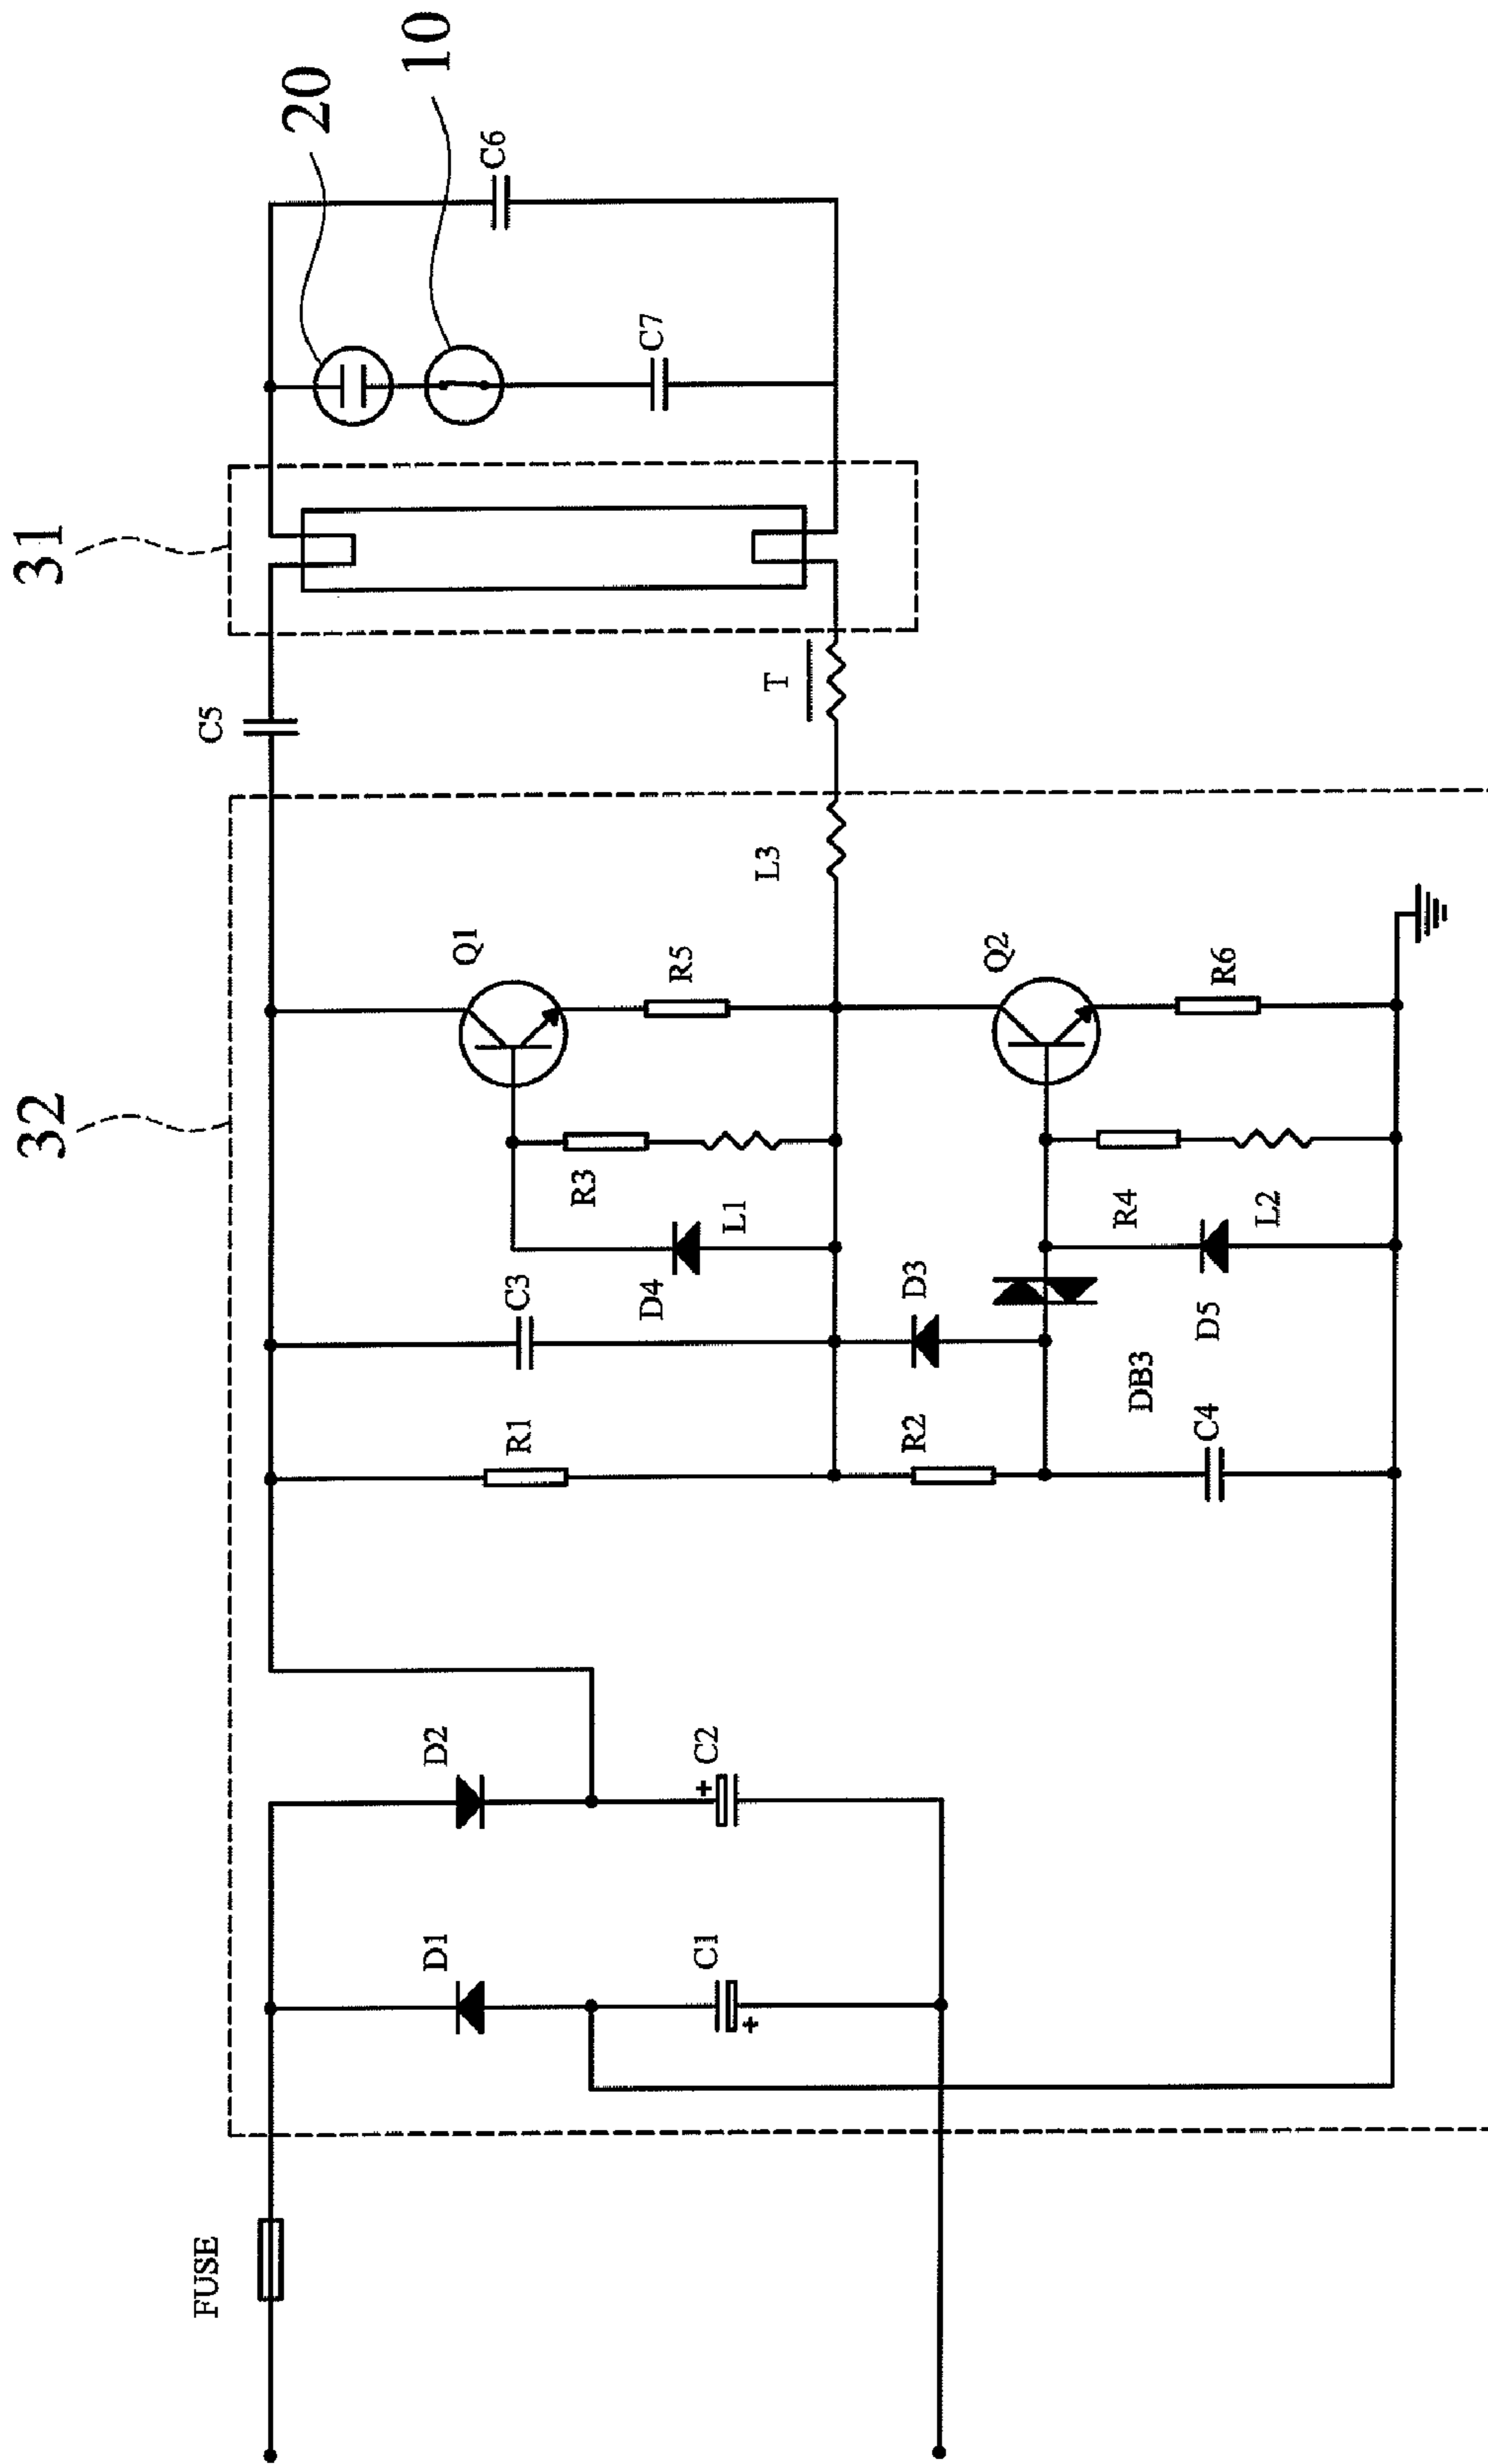 31
20
10
32
C6
C7
C5
T
L3
Q1
R5
Q2
R6
R3
L1
D4
C3
R1
D3
R2
R4
L2
D5
DB3
C4
D2
C2
D1
C1
+
+
FUSE